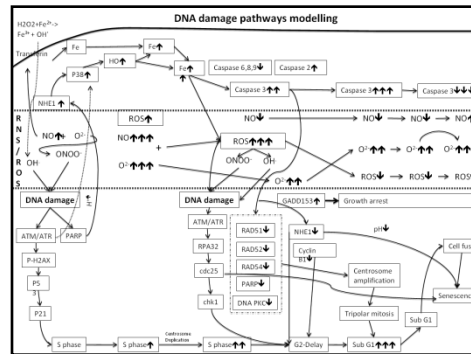 DNA damage pathways modelling
H2O2+Fe²⁺->
Fe³⁺ + OH⁻
Transferrin
Fe
Fe↑
HO↑
P38↑
Fe↑
↑
NHE1↑
Caspase 6,8,9↓
Caspase 2↑
Caspase 3↑↑
Caspase 3↑↑↑
Caspase 3↓↓↓
RNS/ROS
ROS↑
NO↑+ O²⁻
NO↑↑↑
+
O²⁻↑↑↑
ROS↑↑↑
NO↓ NO↓ NO↓ NO↑
O²⁻↑↑ O²⁻↑↑ O²⁻↑↑
O²⁻↑↑
ONOO⁻
OH
ONOO⁻
OH
ROS↓ ROS↓ ROS↓
DNA damage
DNA damage
GADD153↑
Growth arrest
ATM/ATR
PARP
ATM/ATR
RAD51↓
NHE1↓
pH↓
P-H2AX
RPA32
RAD52↓
Cyclin
B1↓
Cell fus
P5
3
cdc25
RAD54↓
Centrosome
amplification
PARP↓
Senescence
P21
chk1
DNA PKC↓
Tripolar mitosis
Centrosome
Duplication
S phase
S phase↑
S phase↑↑
G2-Delay
Sub G1↑↑↑
Sub G1